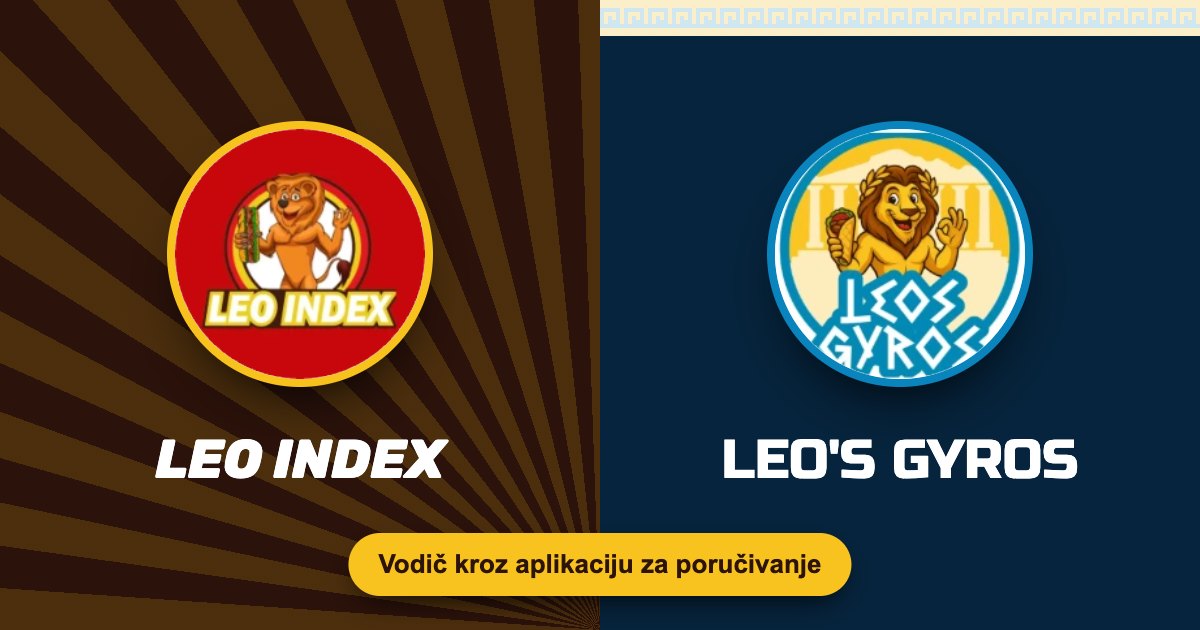 LEO INDEX
LEOS
GYROS
LEO INDEX
LEO'S GYROS
Vodič kroz aplikaciju za poručivanje